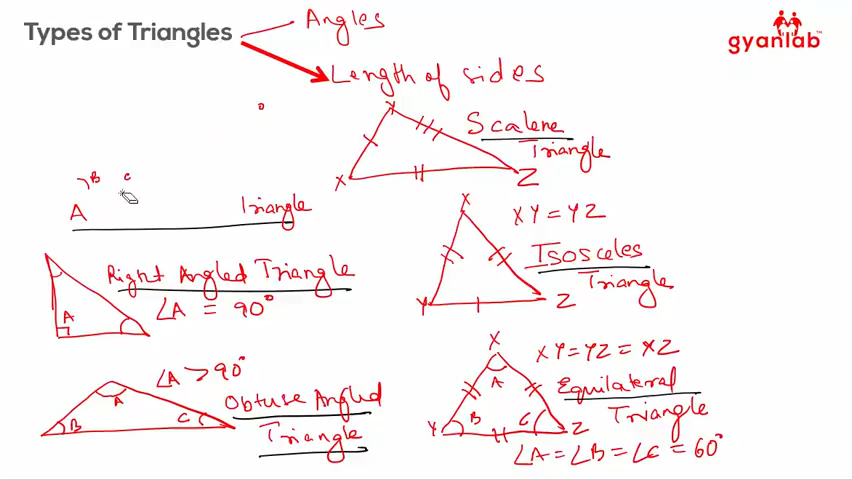 Types of Triangles
Angles
gyanlab
Length of sides
X
Scalene
Triangle
X
Z
B C
A Triangle
X
XY = YZ
Isosceles
Triangle
Y Z
Right Angled Triangle
A
∠A = 90°
X
XY = YZ = XZ
A
Equilateral
Triangle
B C
Y Z
∠A = ∠B = ∠C = 60°
∠A > 90°
A
Obtuse Angled
Triangle
B C